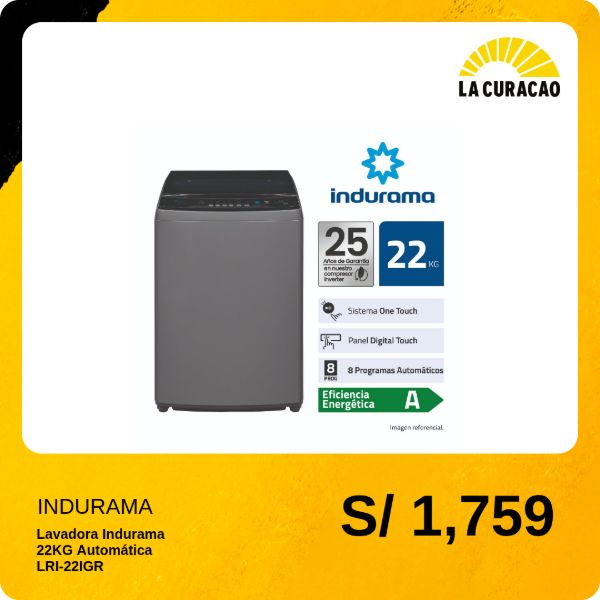 LA CURACAO
indurama
25
Años de Garantía
en nuestro
compresor
Inverter
22 KG
Sistema One Touch
Panel Digital Touch
8
8 Programas Automáticos
Eficiencia
Energética
A
Imagen referencial.
INDURAMA
S/ 1,759
Lavadora Indurama
22KG Automática
LRI-22IGR